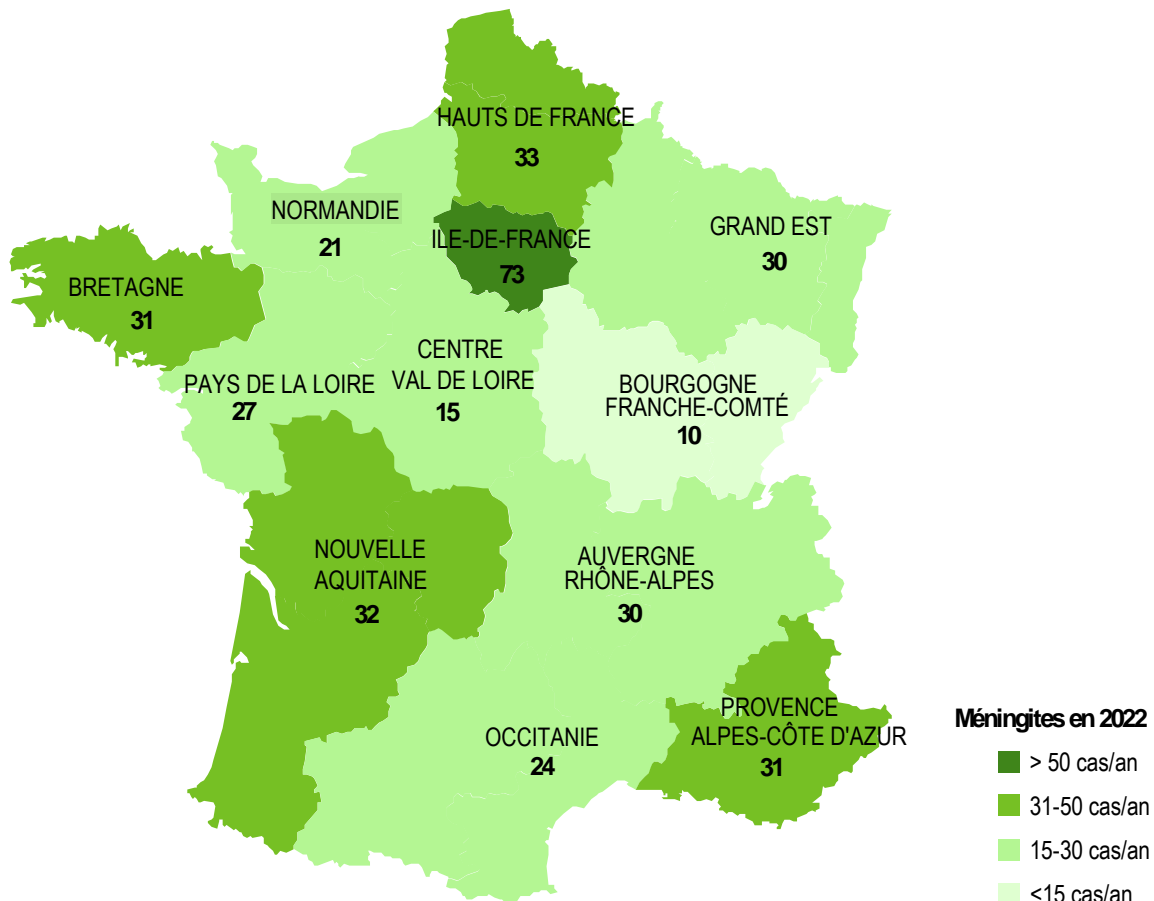 HAUTS DE FRANCE
33
NORMANDIE
21
ILE-DE-FRANCE
73
GRAND EST
30
BRETAGNE
31
PAYS DE LA LOIRE
27
CENTRE
VAL DE LOIRE
15
BOURGOGNE
FRANCHE-COMTÉ
10
NOUVELLE
AQUITAINE
32
AUVERGNE
RHÔNE-ALPES
30
OCCITANIE
24
PROVENCE
ALPES-CÔTE D'AZUR
31
Méningites en 2022
> 50 cas/an
31-50 cas/an
15-30 cas/an
<15 cas/an